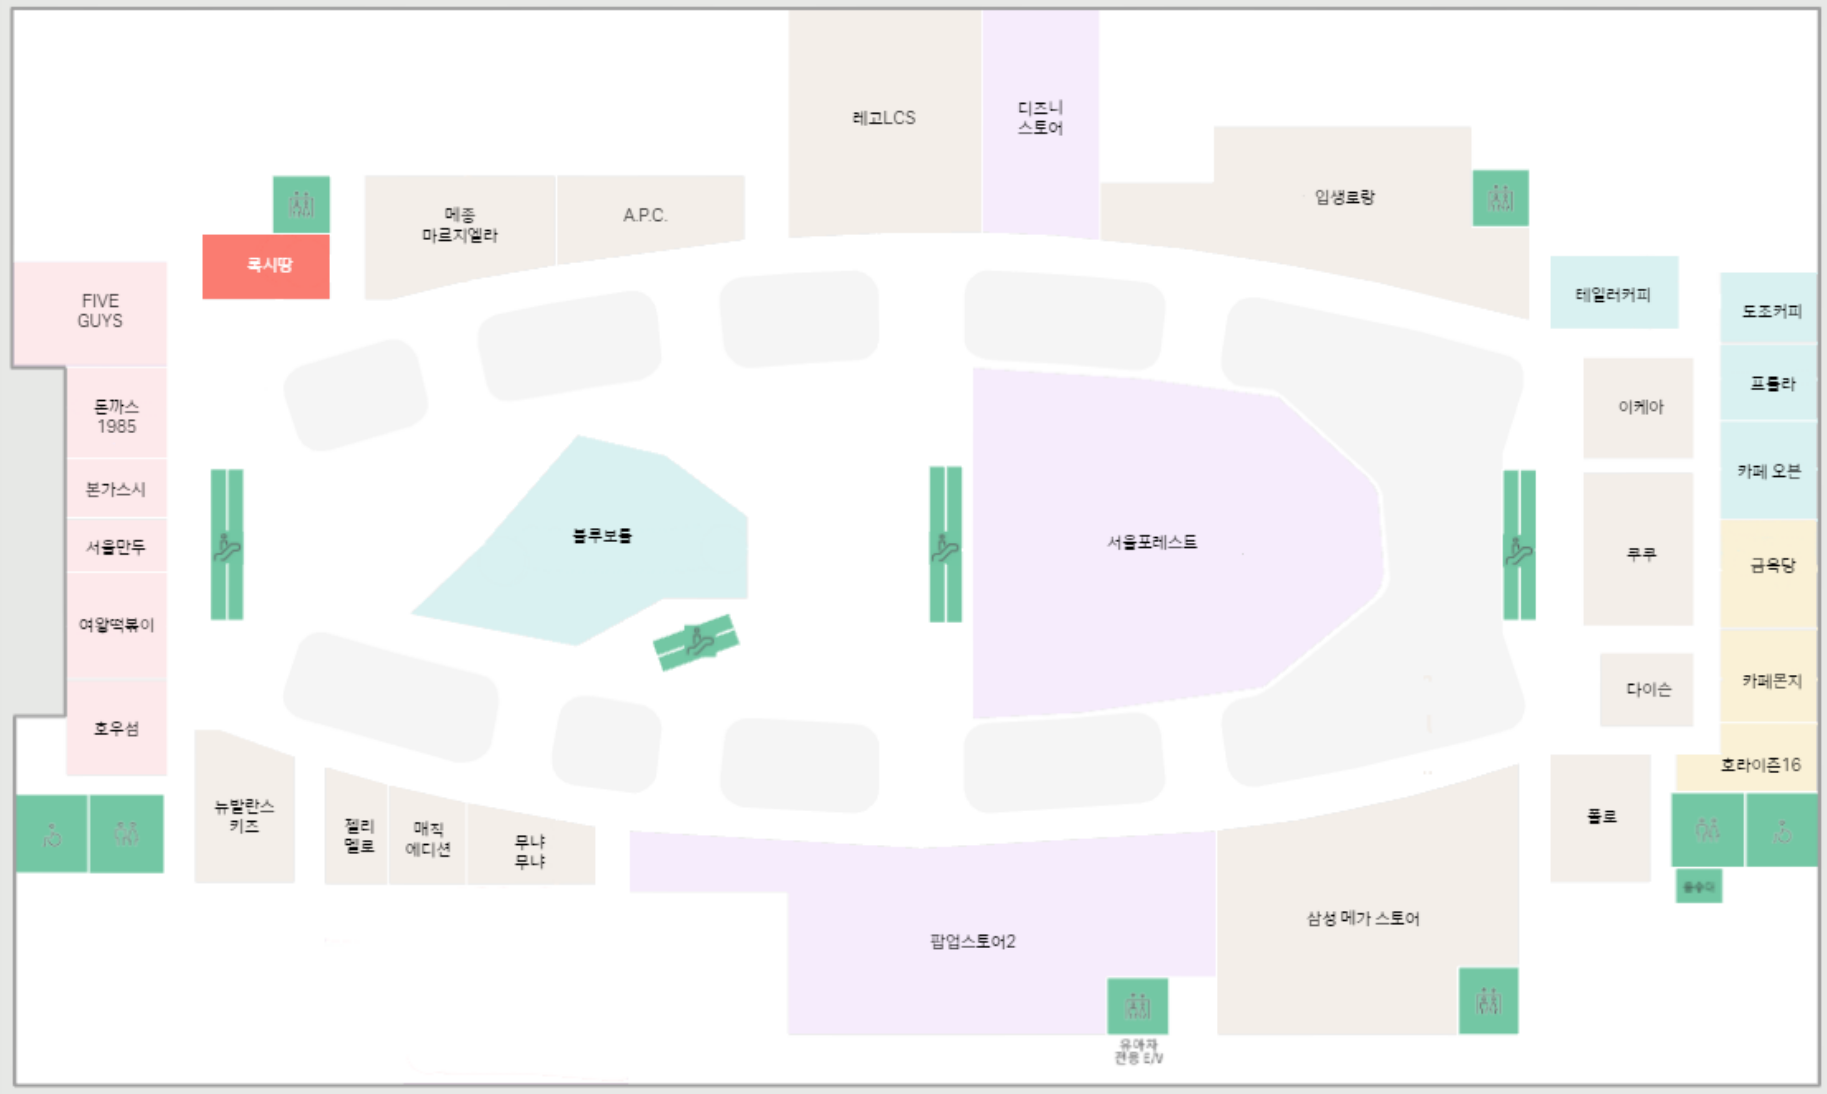 레고LCS
디즈니
스토어
입생로랑
메종
마르지엘라
A.P.C.
록시땅
FIVE
GUYS
테일러커피
도조커피
돈까스
1985
이케아
프톨라
본가스시
카페 오븐
서울만두
블루보틀
서울포레스트
쿠쿠
금옥당
여왕떡볶이
다이슨
카페몬지
호우섬
호라이즌16
뉴발란스
키즈
젤리
멜로
매직
에디션
무냐
무냐
폴로
팝업스토어2
삼성 메가 스토어
유아차
전용 E/V